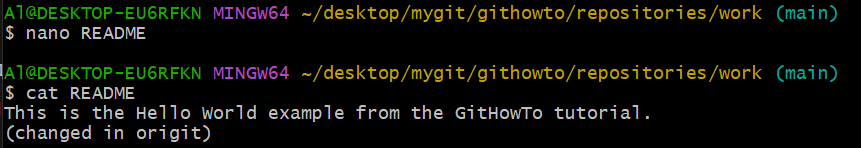 Al@DESKTOP-EU6RFKN MINGW64 ~/desktop/mygit/githowto/repositories/work (main)
$ nano README
Al@DESKTOP-EU6RFKN MINGW64 ~/desktop/mygit/githowto/repositories/work (main)
$ cat README
This is the Hello World example from the GitHowTo tutorial.
(changed in origit)